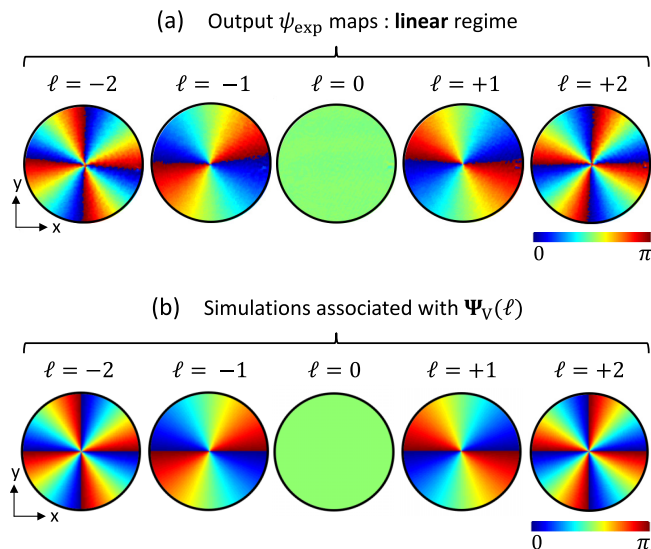 (a) Output ψexp maps : linear regime
ℓ = −2 ℓ = −1 ℓ = 0 ℓ = +1 ℓ = +2
y
x
0 π
(b) Simulations associated with ΨV(ℓ)
ℓ = −2 ℓ = −1 ℓ = 0 ℓ = +1 ℓ = +2
y
x
0 π